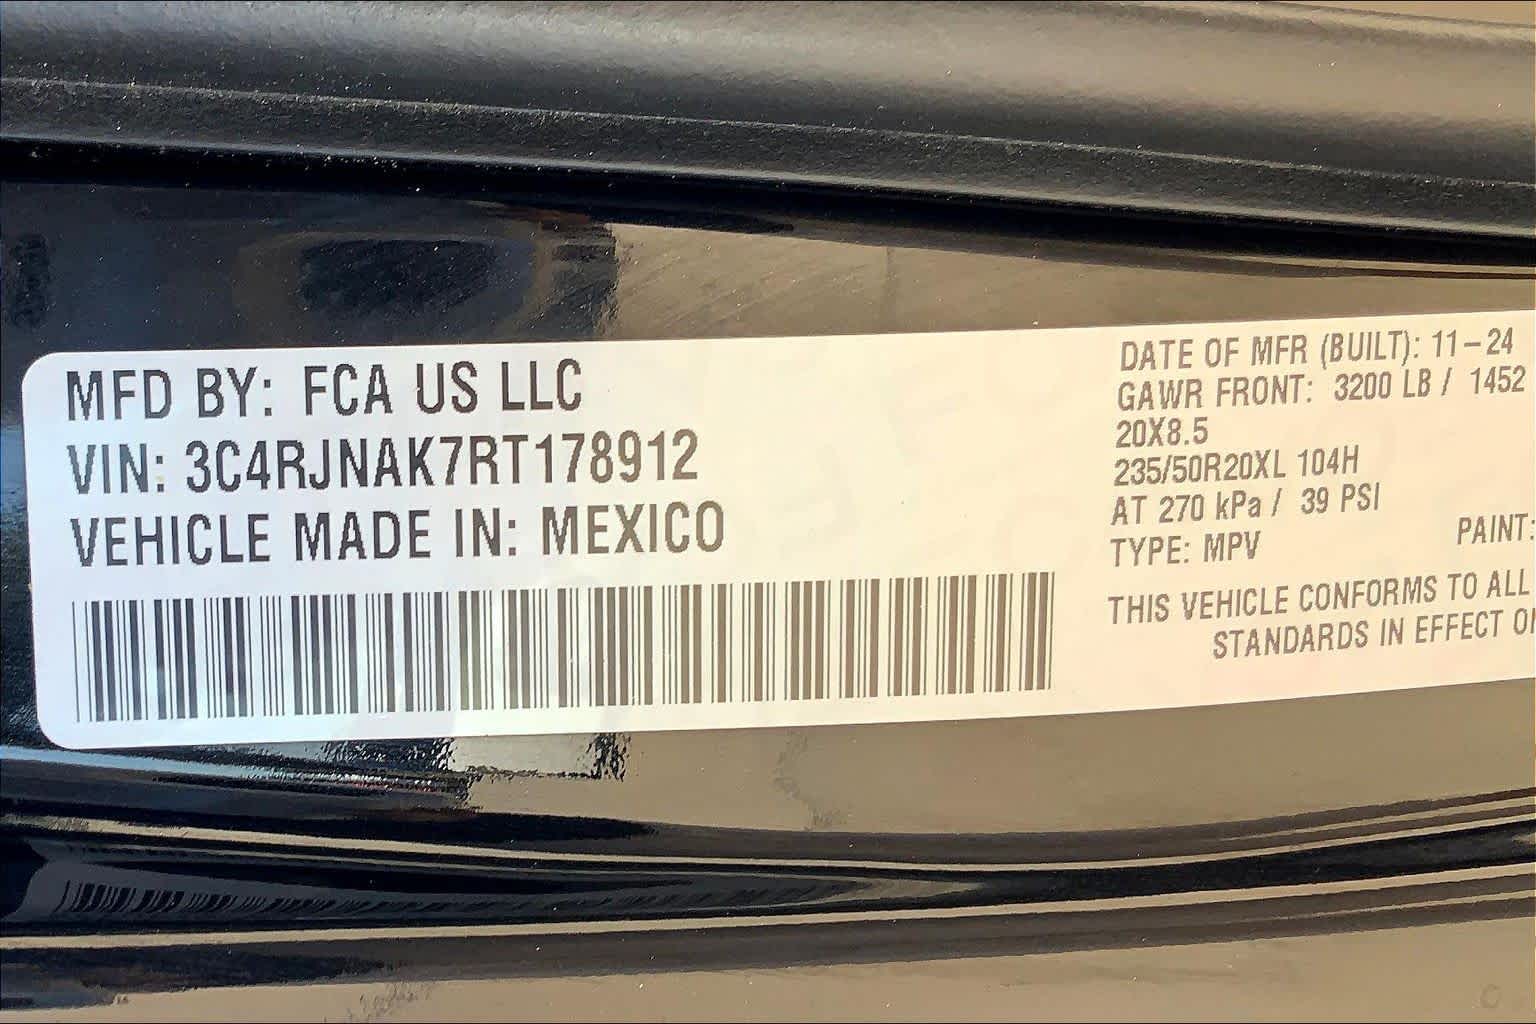 MFD BY: FCA US LLC
VIN: 3C4RJNAK7RT178912
VEHICLE MADE IN: MEXICO
DATE OF MFR (BUILT): 11-24
GAWR FRONT: 3200 LB / 1452
20X8.5
235/50R20XL 104H
AT 270 kPa / 39 PSI
TYPE: MPV PAINT:
THIS VEHICLE CONFORMS TO ALL
STANDARDS IN EFFECT